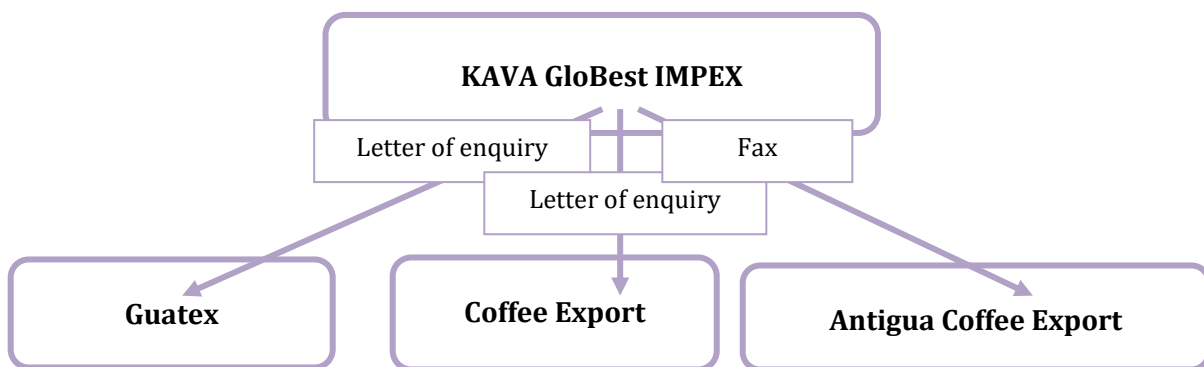 KAVA GloBest IMPEX
Letter of enquiry
Fax
Letter of enquiry
Guatex
Coffee Export
Antigua Coffee Export